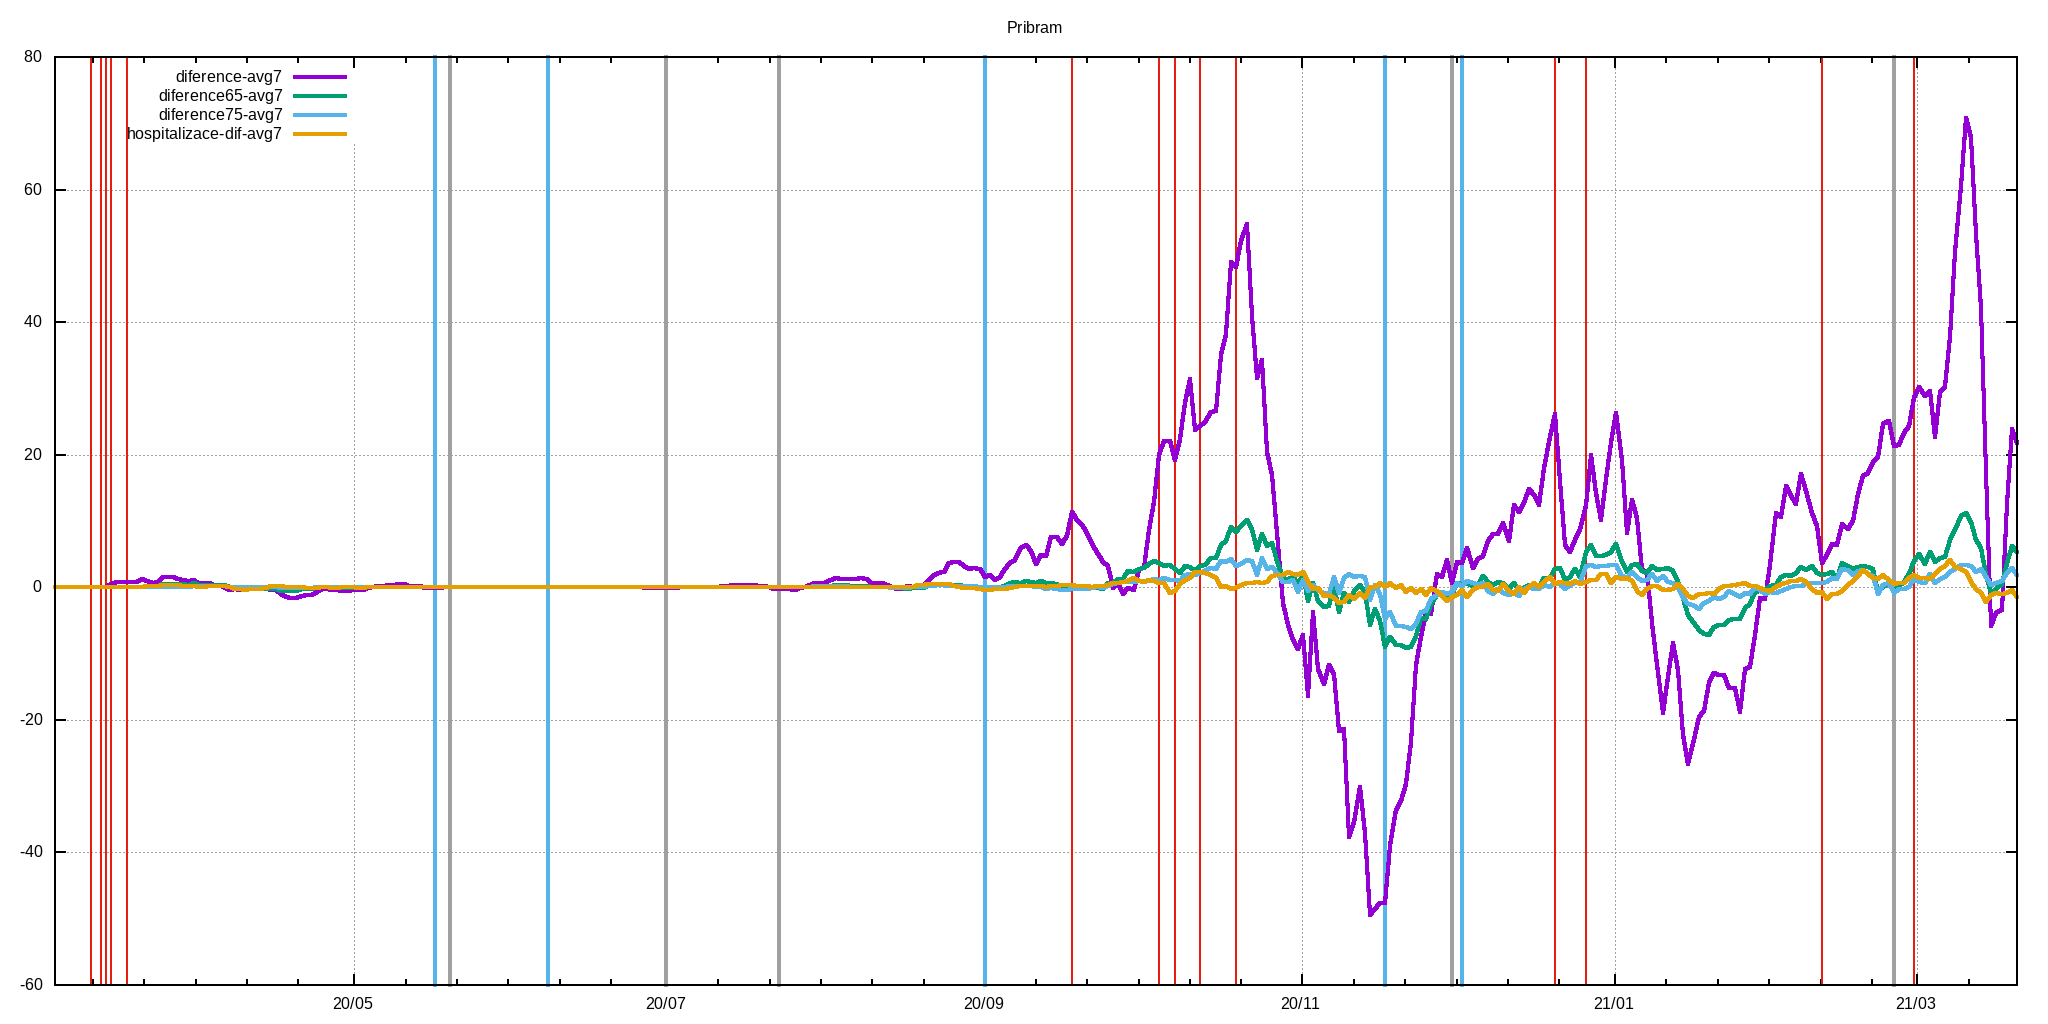 Pribram
80
60
40
20
0
-20
-40
-60
diference-avg7
diference65-avg7
diference75-avg7
hospitalizace-dif-avg7
20/05
20/07
20/09
20/11
21/01
21/03